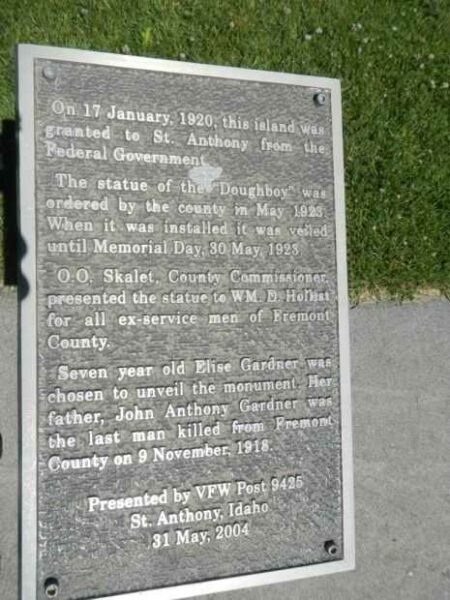 On 17 January, 1920, this island was
granted to St. Anthony from the
Federal Government.
The statue of the "Doughboy" was
ordered by the county in May 1923.
When it was installed it was veiled
until Memorial Day, 30 May, 1923.
O.O. Skalet, County Commissioner,
presented the statue to WM. D. Hollist
for all ex-service men of Fremont
County.
Seven year old Elise Gardner was
chosen to unveil the monument. Her
father, John Anthony Gardner was
the last man killed from Fremont
County on 9 November, 1918.
Presented by VFW Post 9425
St. Anthony, Idaho
31 May, 2004